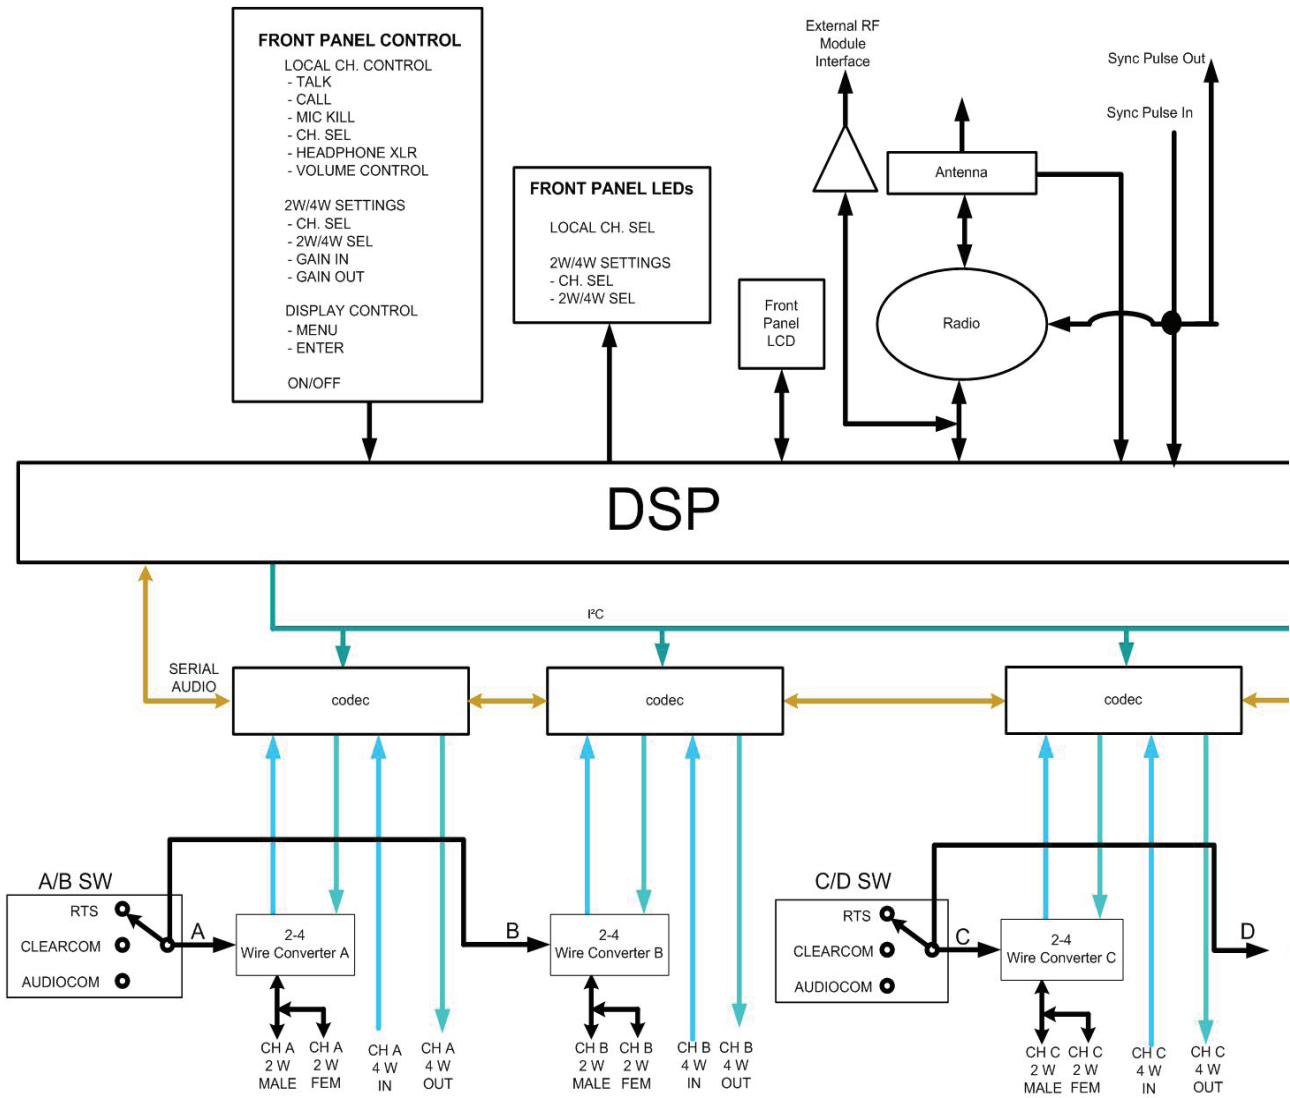 FRONT PANEL CONTROL
LOCAL CH. CONTROL
- TALK
- CALL
- MIC KILL
- CH. SEL
- HEADPHONE XLR
- VOLUME CONTROL
2W/4W SETTINGS
- CH. SEL
- 2W/4W SEL
- GAIN IN
- GAIN OUT
DISPLAY CONTROL
- MENU
- ENTER
ON/OFF
FRONT PANEL LEDs
LOCAL CH. SEL
2W/4W SETTINGS
- CH. SEL
- 2W/4W SEL
Front
Panel
LCD
External RF
Module
Interface
Antenna
Radio
Sync Pulse Out
Sync Pulse In
DSP
I²C
SERIAL
AUDIO
codec
codec
codec
A/B SW
RTS
CLEARCOM
AUDIOCOM
A
2-4
Wire Converter A
B
2-4
Wire Converter B
C/D SW
RTS
CLEARCOM
AUDIOCOM
C
2-4
Wire Converter C
D
CH A
2 W
MALE
CH A
2 W
FEM
CH A
4 W
IN
CH A
4 W
OUT
CH B
2 W
MALE
CH B
2 W
FEM
CH B
4 W
IN
CH B
4 W
OUT
CH C
2 W
MALE
CH C
2 W
FEM
CH C
4 W
IN
CH C
4 W
OUT